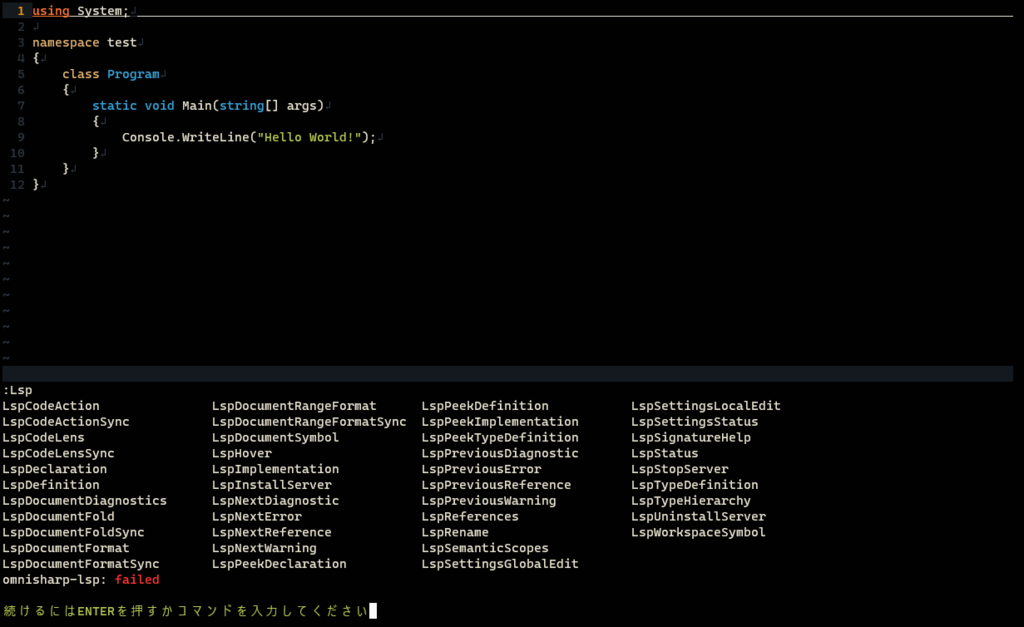 1 using System;↲
2 ↲
3 namespace test↲
4 {↲
5     class Program↲
6     {↲
7         static void Main(string[] args)↲
8         {↲
9             Console.WriteLine("Hello World!");↲
10         }↲
11     }↲
12 }↲
~
~
~
~
~
~
~
~
~
~
~
:Lsp
LspCodeAction LspDocumentRangeFormat LspPeekDefinition LspSettingsLocalEdit
LspCodeActionSync LspDocumentRangeFormatSync LspPeekImplementation LspSettingsStatus
LspCodeLens LspDocumentSymbol LspPeekTypeDefinition LspSignatureHelp
LspCodeLensSync LspHover LspPreviousDiagnostic LspStatus
LspDeclaration LspImplementation LspPreviousError LspStopServer
LspDefinition LspInstallServer LspPreviousReference LspTypeDefinition
LspDocumentDiagnostics LspNextDiagnostic LspPreviousWarning LspTypeHierarchy
LspDocumentFold LspNextError LspReferences LspUninstallServer
LspDocumentFoldSync LspNextReference LspRename LspWorkspaceSymbol
LspDocumentFormat LspNextWarning LspSemanticScopes
LspDocumentFormatSync LspPeekDeclaration LspSettingsGlobalEdit
omnisharp-lsp: failed
続けるにはENTERを押すかコマンドを入力してください